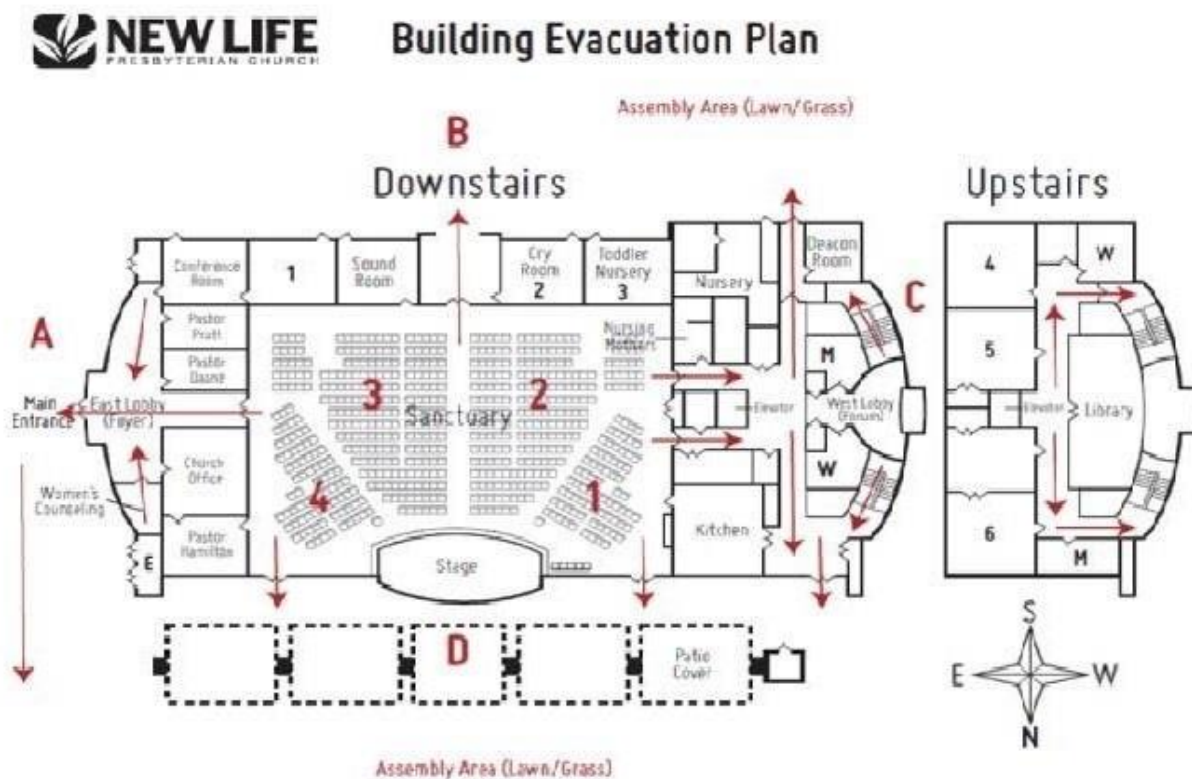 NEW LIFE
PRESBYTERIAN CHURCH
Building Evacuation Plan
Assembly Area (Lawn/Grass)
B
Downstairs
Upstairs
A
Main
Entrance
East Lobby
(Foyer)
Conference
Room
1
Sound
Room
Cry
Room
2
Toddler
Nursery
3
Nursery
Deacon
Room
C
Pastor
Pratt
Pastor
Nursing
Mothers
3
2
Sanctuary
4
1
M
Elevator
West Lobby
(Forum)
W
Church
Office
Women's
Counseling
Pastor
Hamilton
E
Stage
Kitchen
4
W
5
Elevator
Library
6
M
D
Patio
Cover
S
E
W
N
Assembly Area (Lawn/Grass)